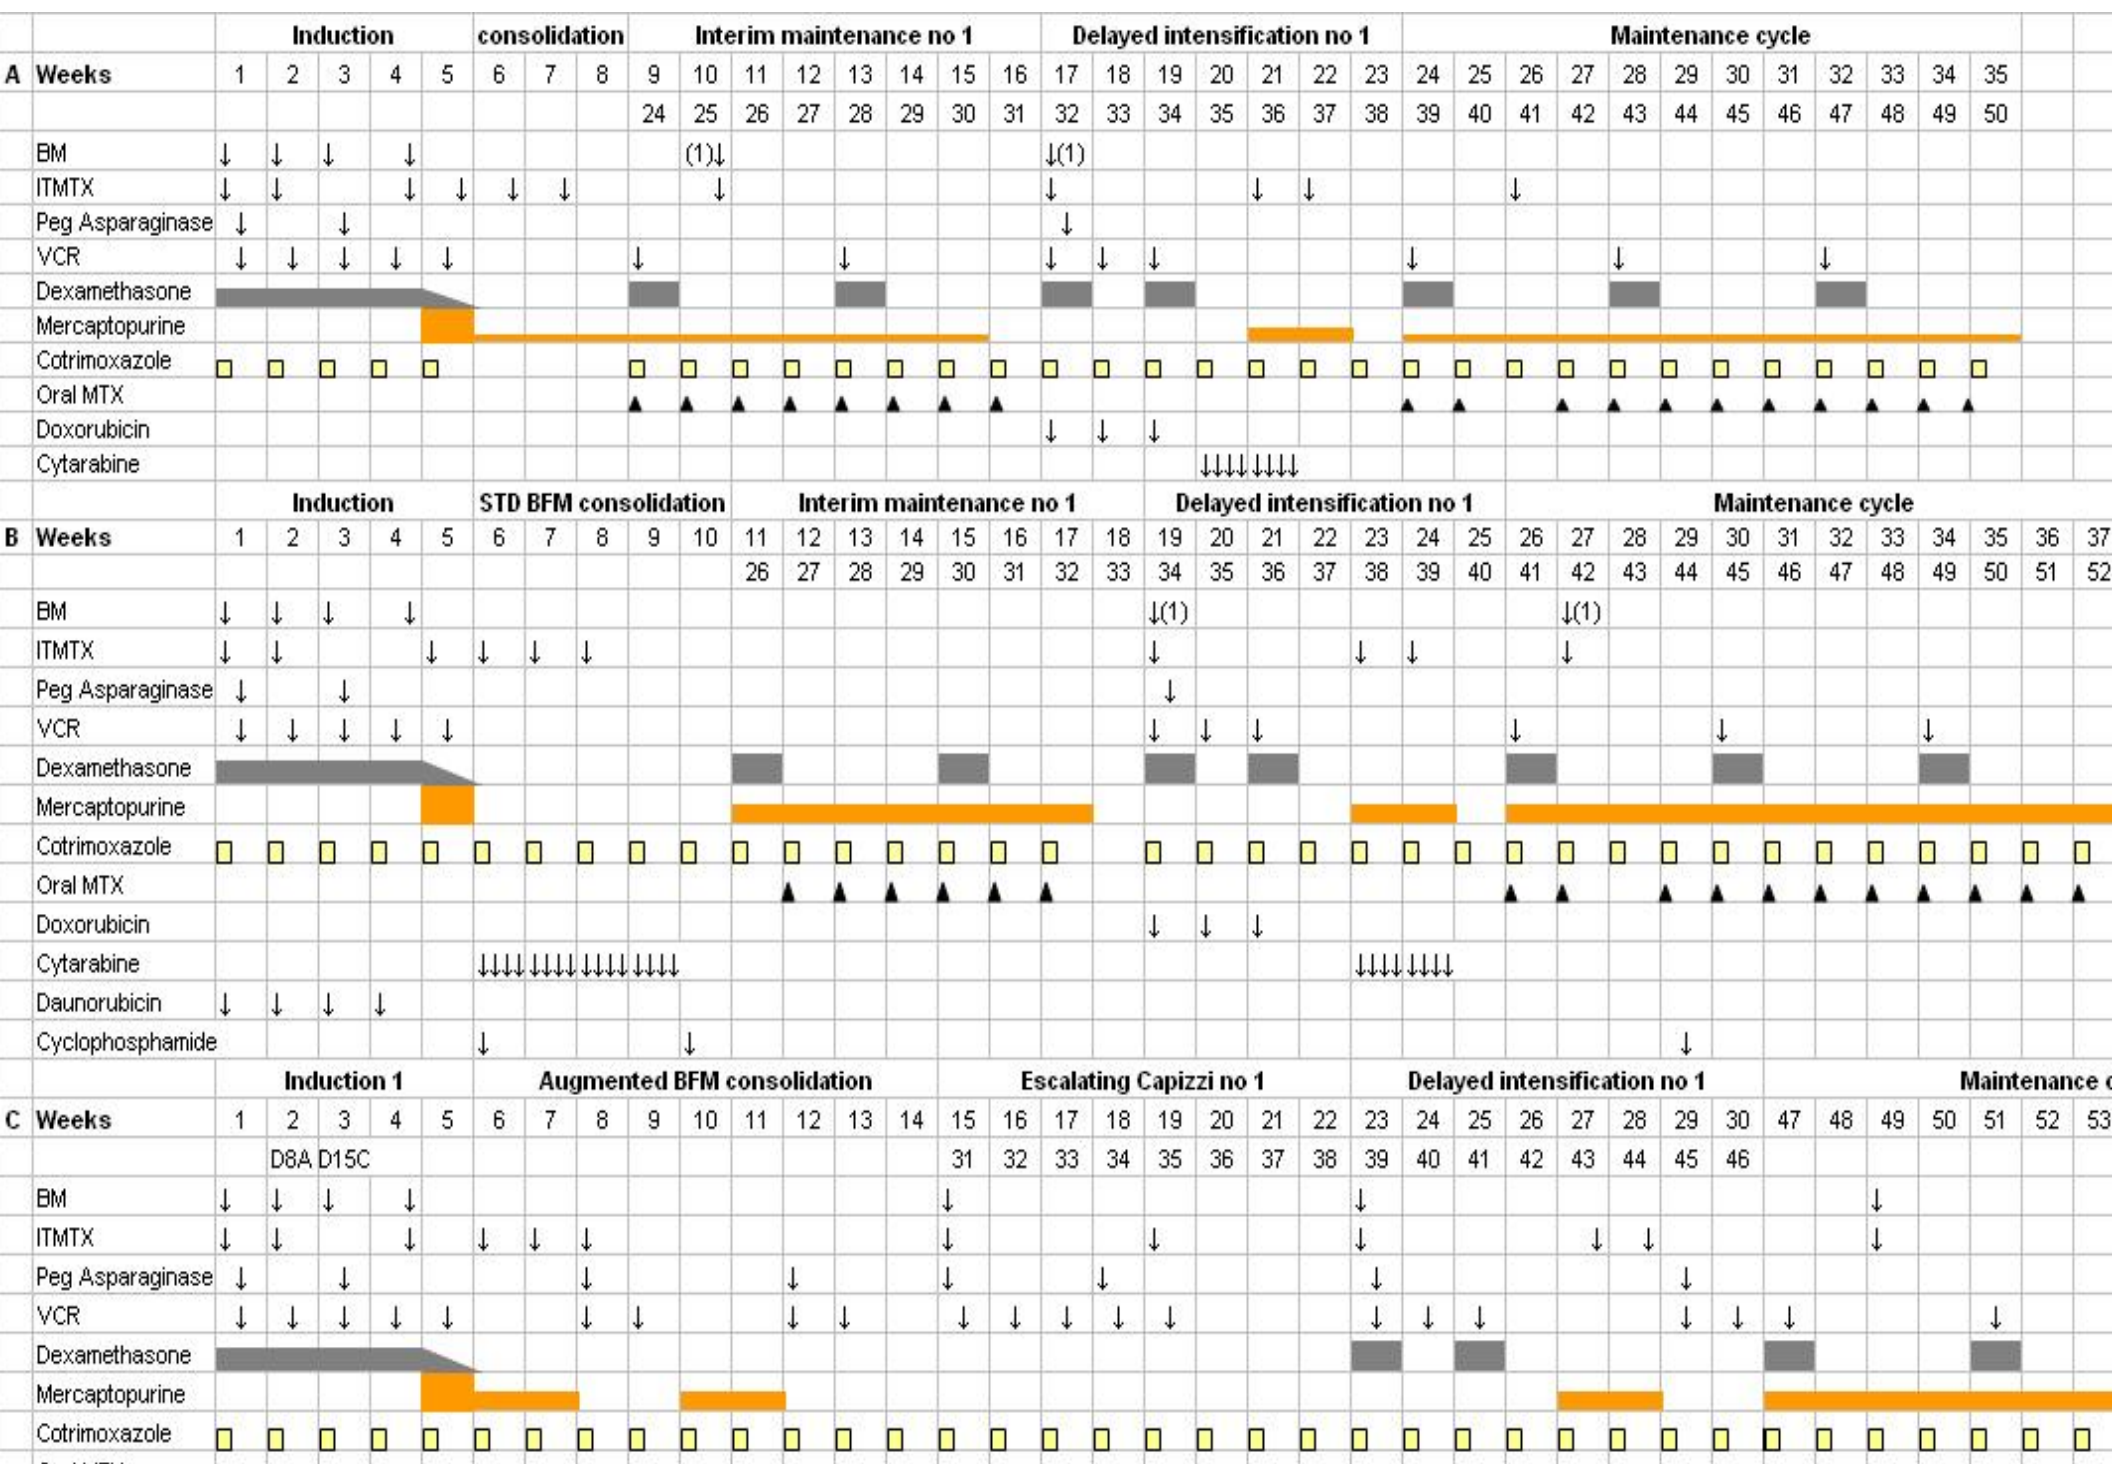 Induction consolidation Interim maintenance no 1 Delayed intensification no 1 Maintenance cycle
A Weeks 1 2 3 4 5 6 7 8 9 10 11 12 13 14 15 16 17 18 19 20 21 22 23 24 25 26 27 28 29 30 31 32 33 34 35
24 25 26 27 28 29 30 31 32 33 34 35 36 37 38 39 40 41 42 43 44 45 46 47 48 49 50
BM ↓ ↓ ↓ ↓ (1)↓ ↓(1)
ITMTX ↓ ↓ ↓ ↓ ↓ ↓ ↓ ↓ ↓ ↓ ↓
Peg Asparaginase ↓ ↓ ↓
VCR ↓ ↓ ↓ ↓ ↓ ↓ ↓ ↓ ↓ ↓ ↓ ↓ ↓
Dexamethasone
Mercaptopurine
Cotrimoxazole
Oral MTX
Doxorubicin ↓ ↓ ↓
Cytarabine ↓↓↓↓ ↓↓↓↓
Induction STD BFM consolidation Interim maintenance no 1 Delayed intensification no 1 Maintenance cycle
B Weeks 1 2 3 4 5 6 7 8 9 10 11 12 13 14 15 16 17 18 19 20 21 22 23 24 25 26 27 28 29 30 31 32 33 34 35 36 37
26 27 28 29 30 31 32 33 34 35 36 37 38 39 40 41 42 43 44 45 46 47 48 49 50 51 52
BM ↓ ↓ ↓ ↓ ↓(1) ↓(1)
ITMTX ↓ ↓ ↓ ↓ ↓ ↓ ↓ ↓ ↓ ↓
Peg Asparaginase ↓ ↓ ↓
VCR ↓ ↓ ↓ ↓ ↓ ↓ ↓ ↓ ↓ ↓ ↓
Dexamethasone
Mercaptopurine
Cotrimoxazole
Oral MTX
Doxorubicin ↓ ↓ ↓
Cytarabine ↓↓↓↓ ↓↓↓↓ ↓↓↓↓ ↓↓↓↓ ↓↓↓↓ ↓↓↓↓
Daunorubicin ↓ ↓ ↓ ↓
Cyclophosphamide ↓ ↓ ↓
Induction 1 Augmented BFM consolidation Escalating Capizzi no 1 Delayed intensification no 1 Maintenance
C Weeks 1 2 3 4 5 6 7 8 9 10 11 12 13 14 15 16 17 18 19 20 21 22 23 24 25 26 27 28 29 30 47 48 49 50 51 52 53
D8A D15C 31 32 33 34 35 36 37 38 39 40 41 42 43 44 45 46
BM ↓ ↓ ↓ ↓ ↓ ↓ ↓
ITMTX ↓ ↓ ↓ ↓ ↓ ↓ ↓ ↓ ↓ ↓ ↓ ↓
Peg Asparaginase ↓ ↓ ↓ ↓ ↓ ↓ ↓ ↓
VCR ↓ ↓ ↓ ↓ ↓ ↓ ↓ ↓ ↓ ↓ ↓ ↓ ↓ ↓ ↓ ↓ ↓ ↓ ↓ ↓ ↓
Dexamethasone
Mercaptopurine
Cotrimoxazole